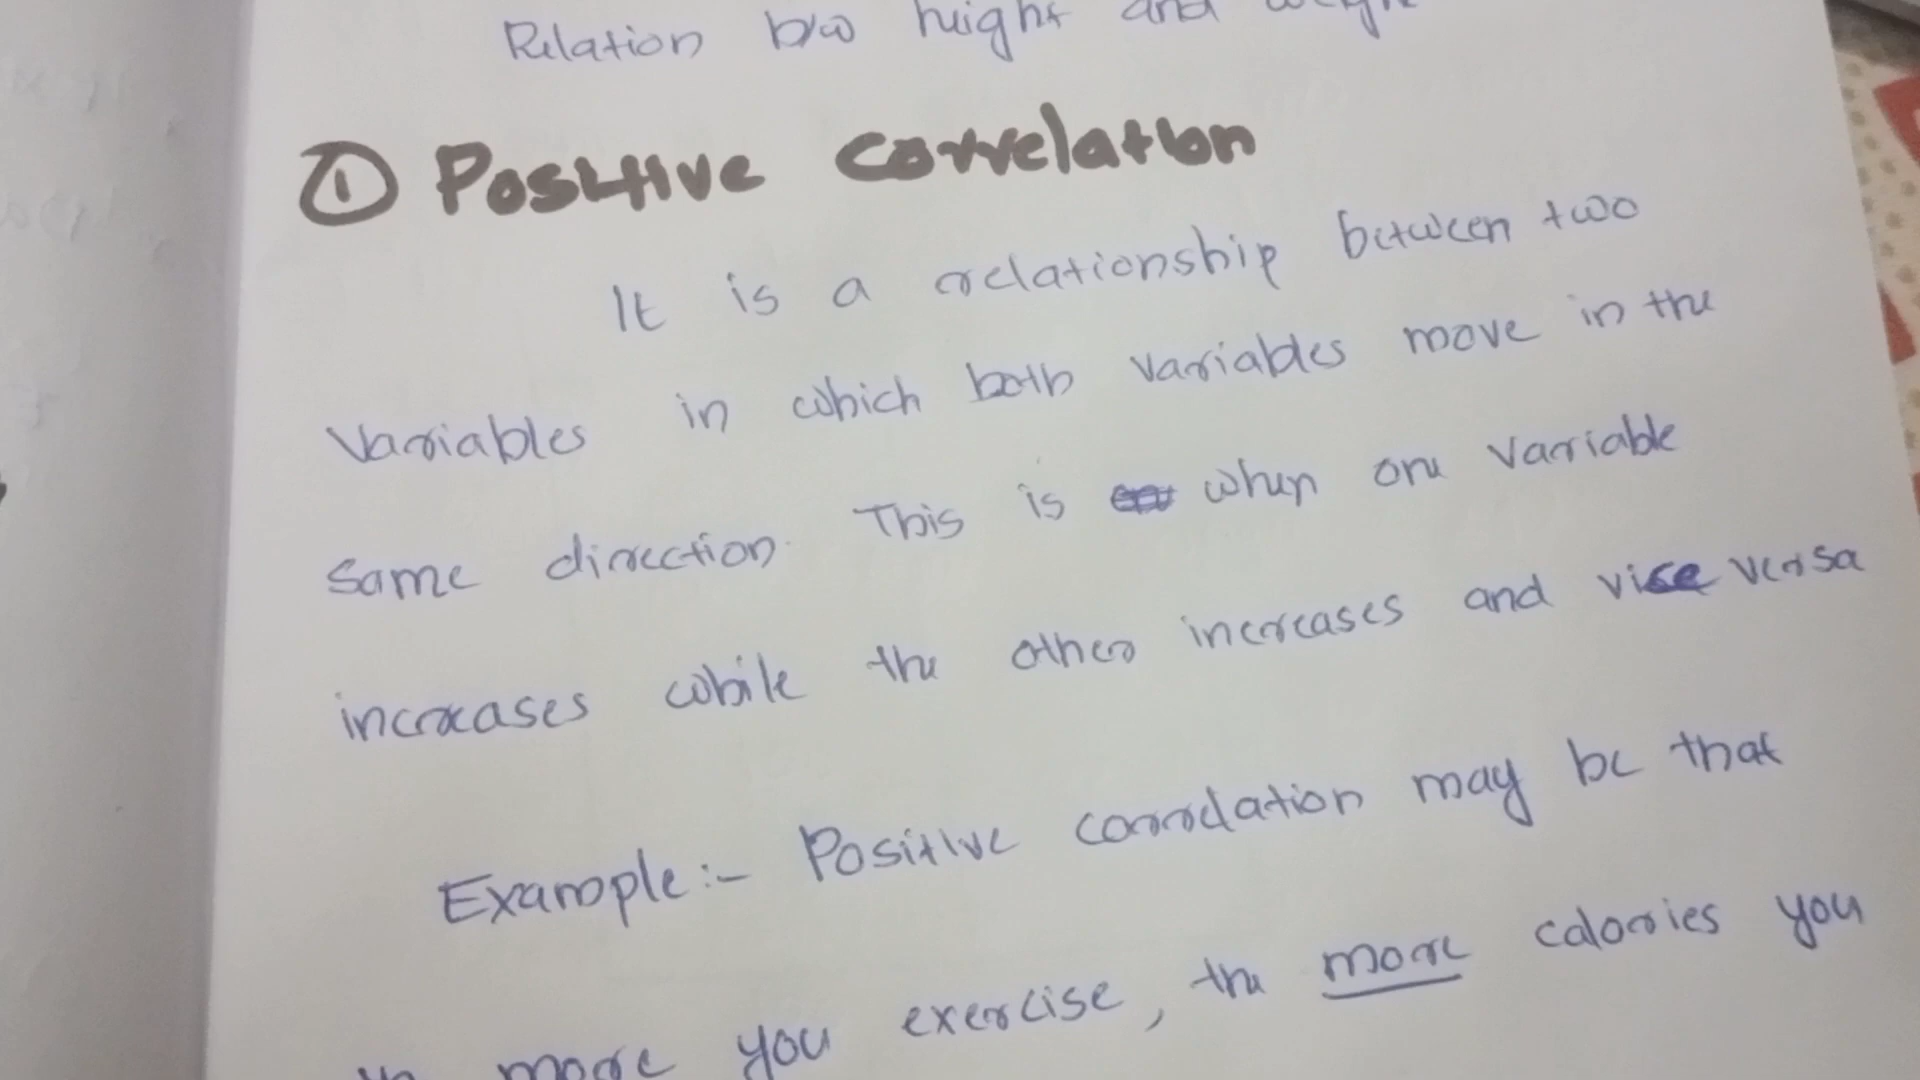 Relation b/w height and weight
① Positive Correlation
It is a relationship between two
Variables in which both variables move in the
same direction. This is when one variable
increases while the other increases and vice versa
Example:- Positive correlation may be that
more you exercise, the more calories you